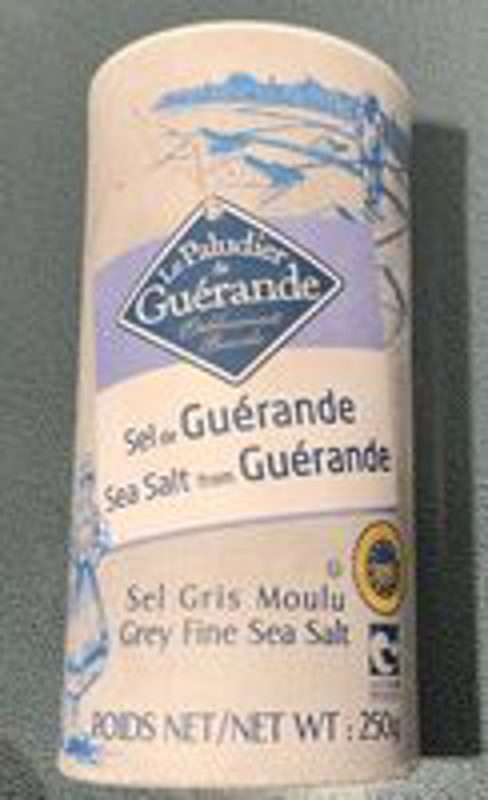 Le Paludier
de
Guérande
Sel de Guérande
Sea Salt from Guérande
Sel Gris Moulu
Grey Fine Sea Salt
POIDS NET/NET WT : 250g